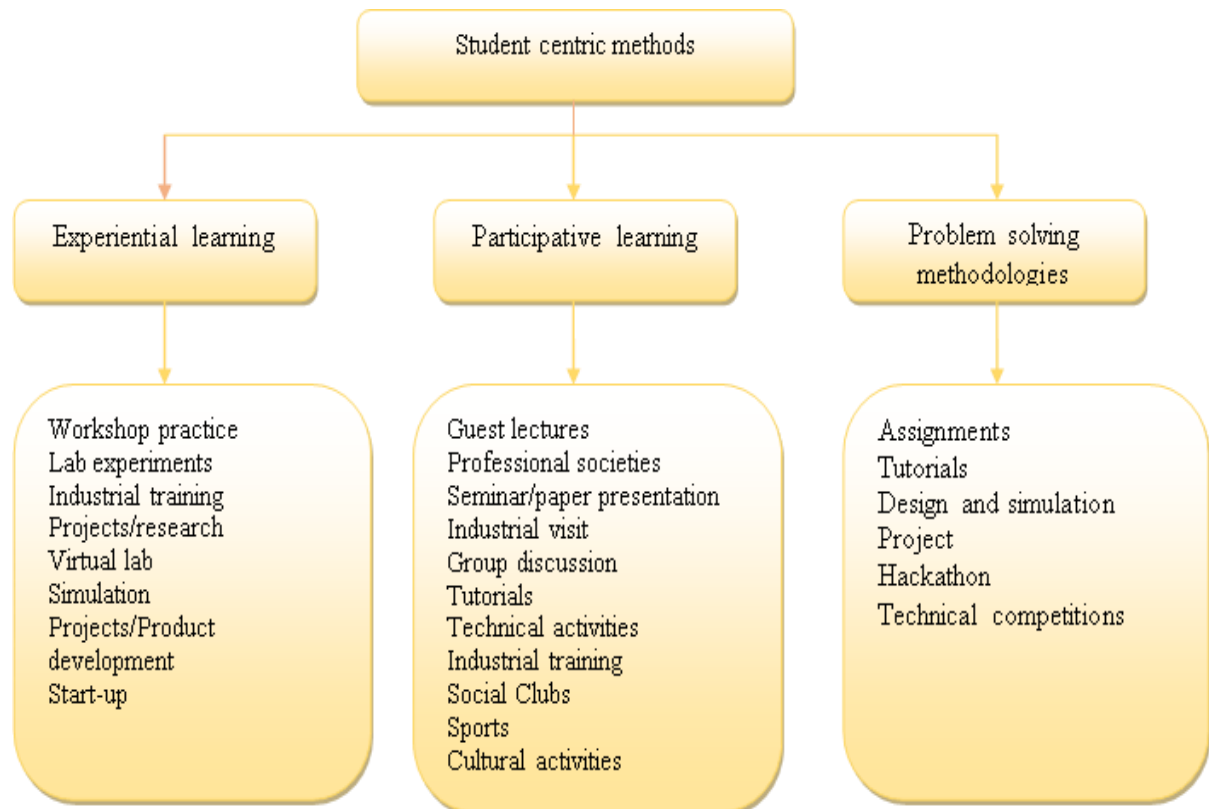 Student centric methods
Experiential learning
Participative learning
Problem solving
methodologies
Workshop practice
Lab experiments
Industrial training
Projects/research
Virtual lab
Simulation
Projects/Product
development
Start-up
Guest lectures
Professional societies
Seminar/paper presentation
Industrial visit
Group discussion
Tutorials
Technical activities
Industrial training
Social Clubs
Sports
Cultural activities
Assignments
Tutorials
Design and simulation
Project
Hackathon
Technical competitions